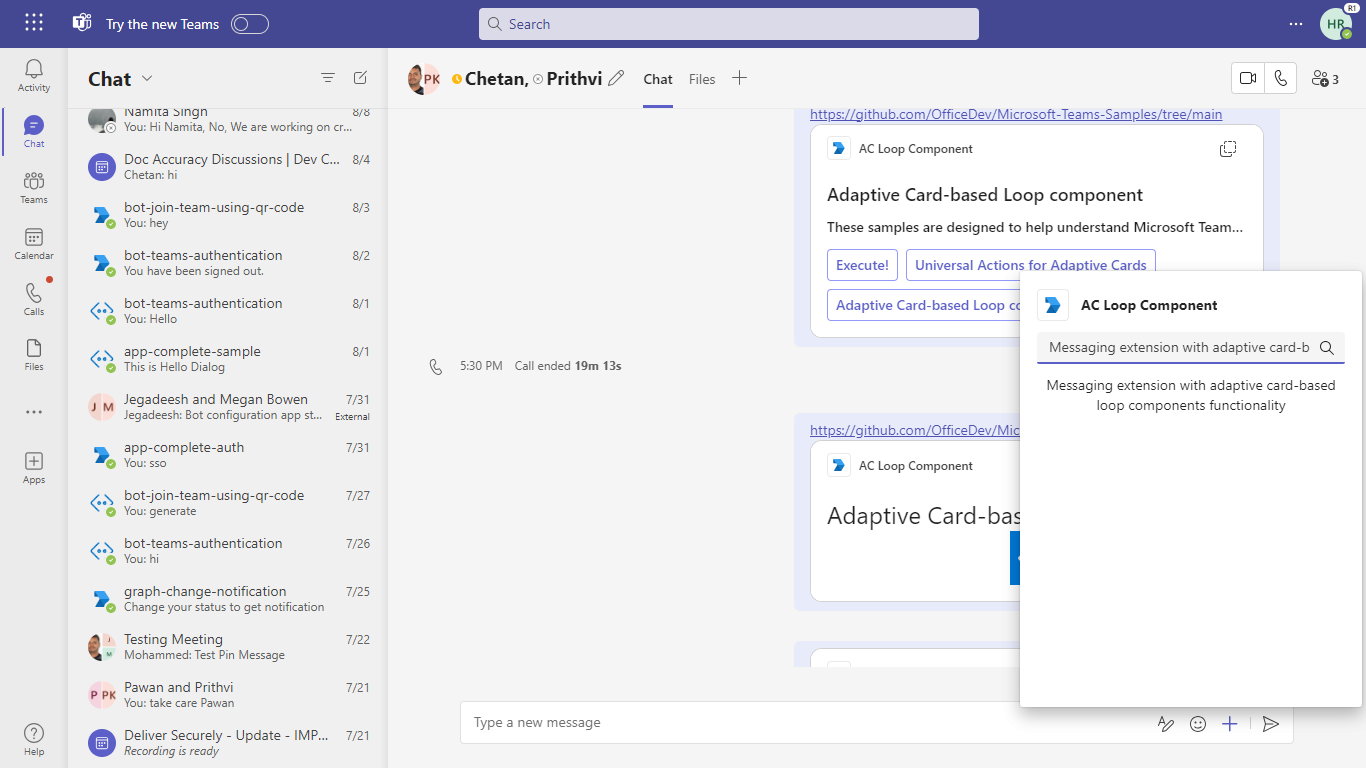 Try the new Teams
Search
HR
R1
Activity
Chat
Teams
Calendar
Calls
Files
Apps
Help
Chat
Namita Singh 8/8
You: Hi Namita, No, We are working on cr...
Doc Accuracy Discussions | Dev C... 8/4
Chetan: hi
bot-join-team-using-qr-code 8/3
You: hey
bot-teams-authentication 8/2
You have been signed out.
bot-teams-authentication 8/1
You: Hello
app-complete-sample 8/1
This is Hello Dialog
J M
Jegadeesh and Megan Bowen 7/31
Jegadeesh: Bot configuration app st... External
app-complete-auth 7/31
You: sso
bot-join-team-using-qr-code 7/27
You: generate
bot-teams-authentication 7/26
You: hi
graph-change-notification 7/25
Change your status to get notification
J
M
Testing Meeting 7/22
Mohammed: Test Pin Message
P PK
Pawan and Prithvi 7/21
You: take care Pawan
Deliver Securely - Update - IMP... 7/21
Recording is ready
PK
Chetan, Prithvi
Chat Files
3
https://github.com/OfficeDev/Microsoft-Teams-Samples/tree/main
AC Loop Component
Adaptive Card-based Loop component
These samples are designed to help understand Microsoft Team...
Execute! Universal Actions for Adaptive Cards
Adaptive Card-based Loop co
5:30 PM Call ended 19m 13s
https://github.com/OfficeDev/Mic
AC Loop Component
Adaptive Card-bas
Type a new message
AC Loop Component
Messaging extension with adaptive card-b
Messaging extension with adaptive card-based
loop components functionality